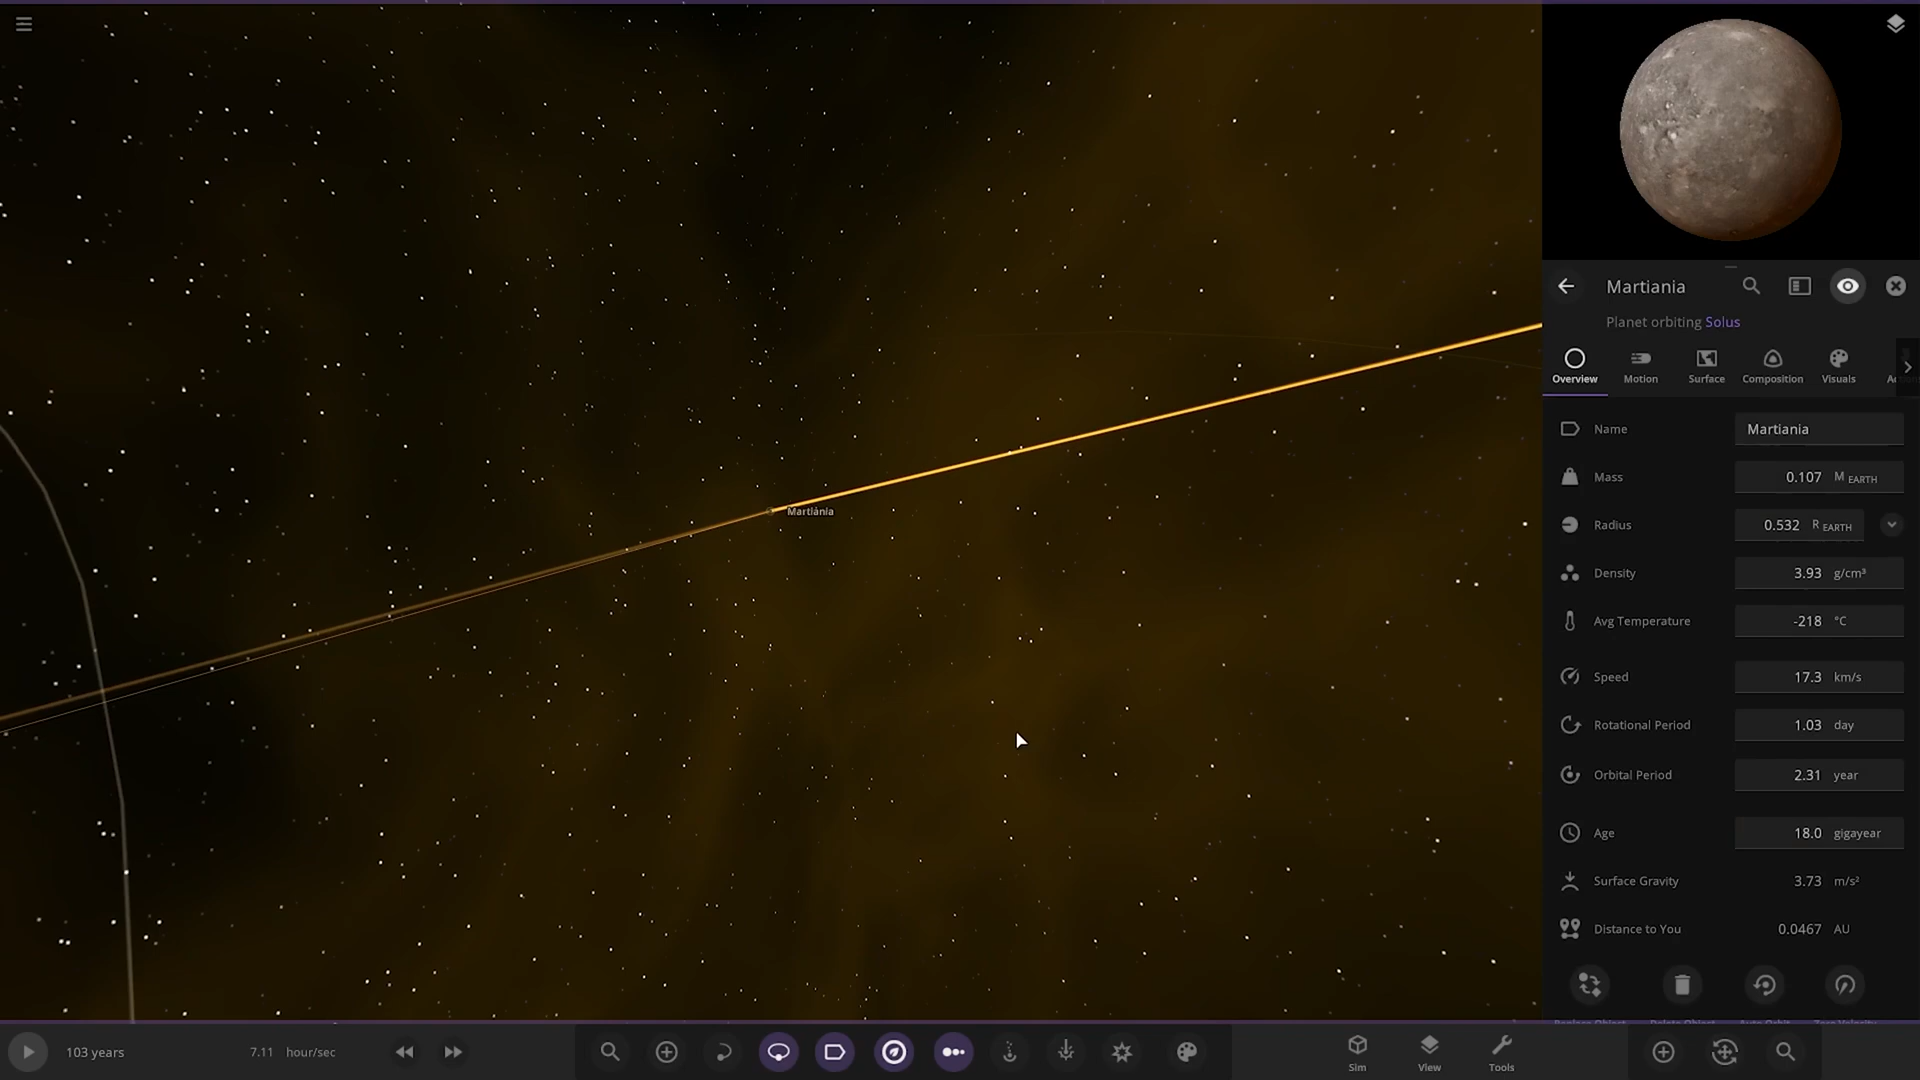 Martiania
Planet orbiting Solus
Overview
Motion
Surface
Composition
Visuals
Name Martiania
Mass 0.107 M EARTH
Radius 0.532 R EARTH
Density 3.93 g/cm³
Avg Temperature -218 °C
Speed 17.3 km/s
Rotational Period 1.03 day
Orbital Period 2.31 year
Age 18.0 gigayear
Surface Gravity 3.73 m/s²
Distance to You 0.0467 AU
Martiania
103 years
7.11 hour/sec
Sim
View
Tools